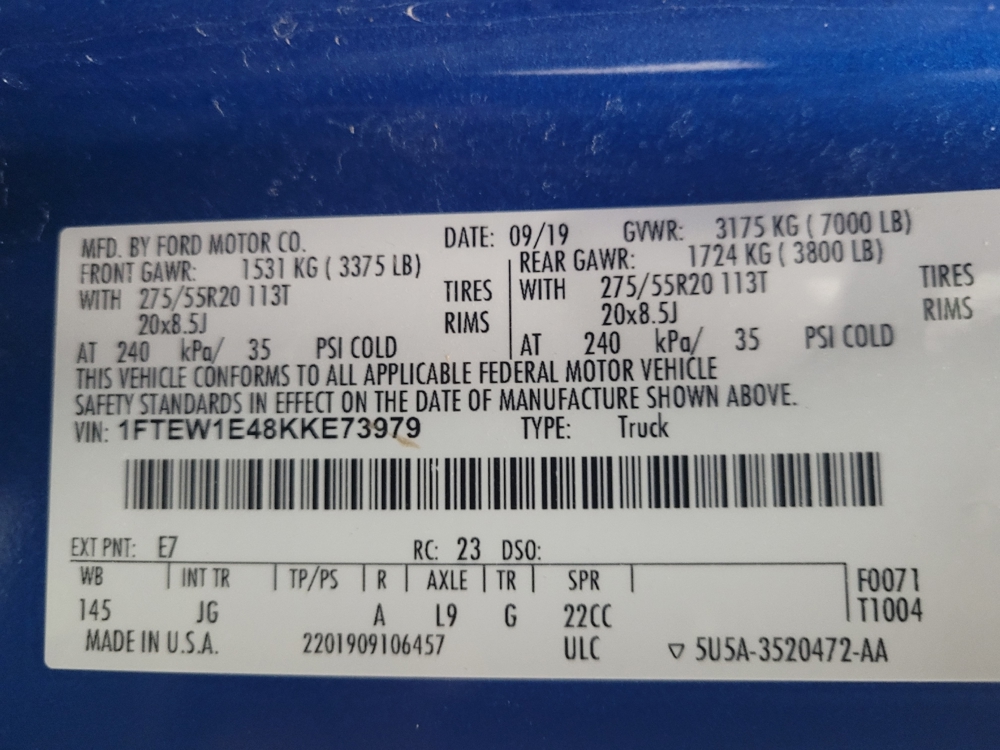 MFD. BY FORD MOTOR CO. DATE: 09/19 GVWR: 3175 KG ( 7000 LB)
FRONT GAWR: 1531 KG ( 3375 LB) REAR GAWR: 1724 KG ( 3800 LB)
WITH 275/55R20 113T TIRES WITH 275/55R20 113T TIRES
20x8.5J RIMS 20x8.5J RIMS
AT 240 kPa/ 35 PSI COLD AT 240 kPa/ 35 PSI COLD
THIS VEHICLE CONFORMS TO ALL APPLICABLE FEDERAL MOTOR VEHICLE
SAFETY STANDARDS IN EFFECT ON THE DATE OF MANUFACTURE SHOWN ABOVE.
VIN: 1FTEW1E48KKE73979 TYPE: Truck
EXT PNT: E7 RC: 23 DSO:
WB INT TR TP/PS R AXLE TR SPR F0071
145 JG A L9 G 22CC T1004
MADE IN U.S.A. 2201909106457 ULC ▽ 5U5A-3520472-AA